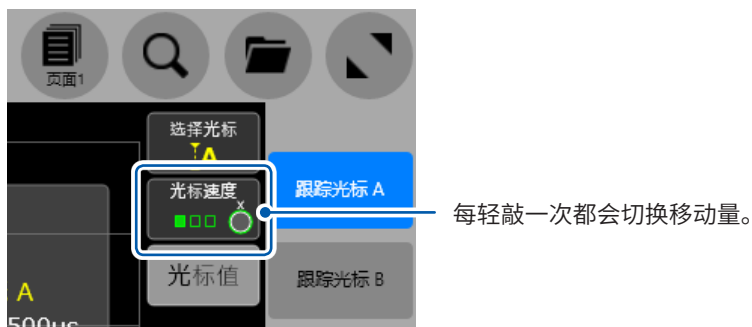 页面1
选择光标
A
光标速度
X
跟踪光标 A
每轻敲一次都会切换移动量。
光标值
跟踪光标 B
A
500us